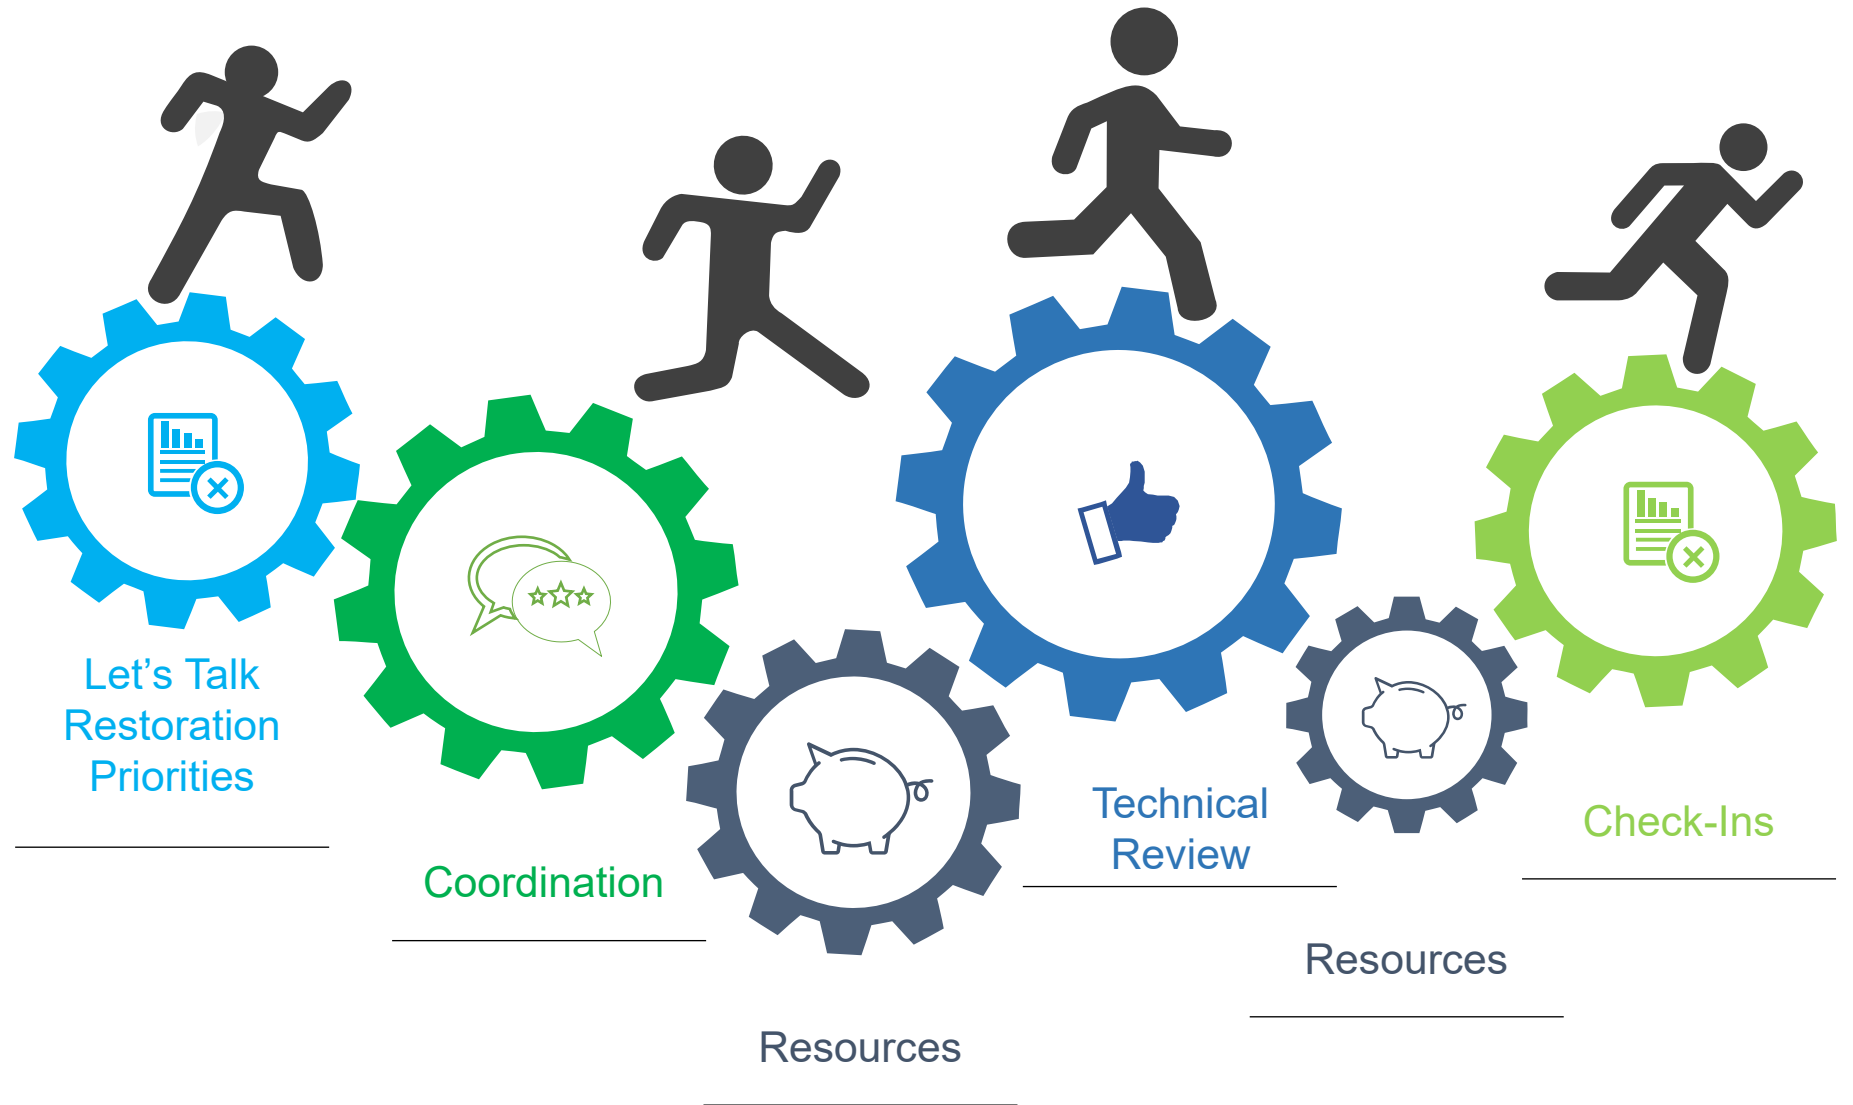 Let’s Talk
Restoration
Priorities
Coordination
Resources
Technical
Review
Resources
Check-Ins